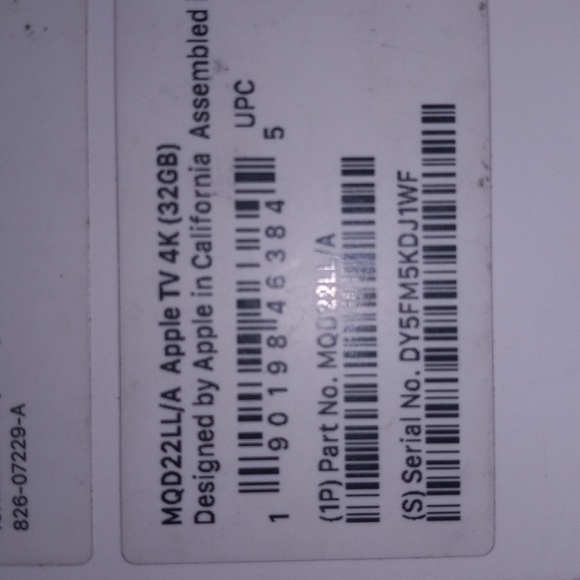 826-07229-A
MQD22LL/A Apple TV 4K (32GB)
Designed by Apple in California Assembled
UPC
1 90198 46384 5
(1P) Part No. MQD22LL/A
(S) Serial No. DY5FM5KDJ1WF